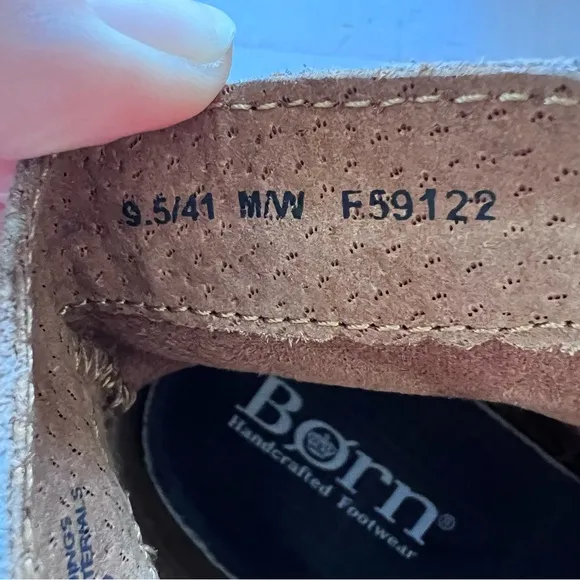 9.5/41 M/W F59122
Børn®
Handcrafted Footwear